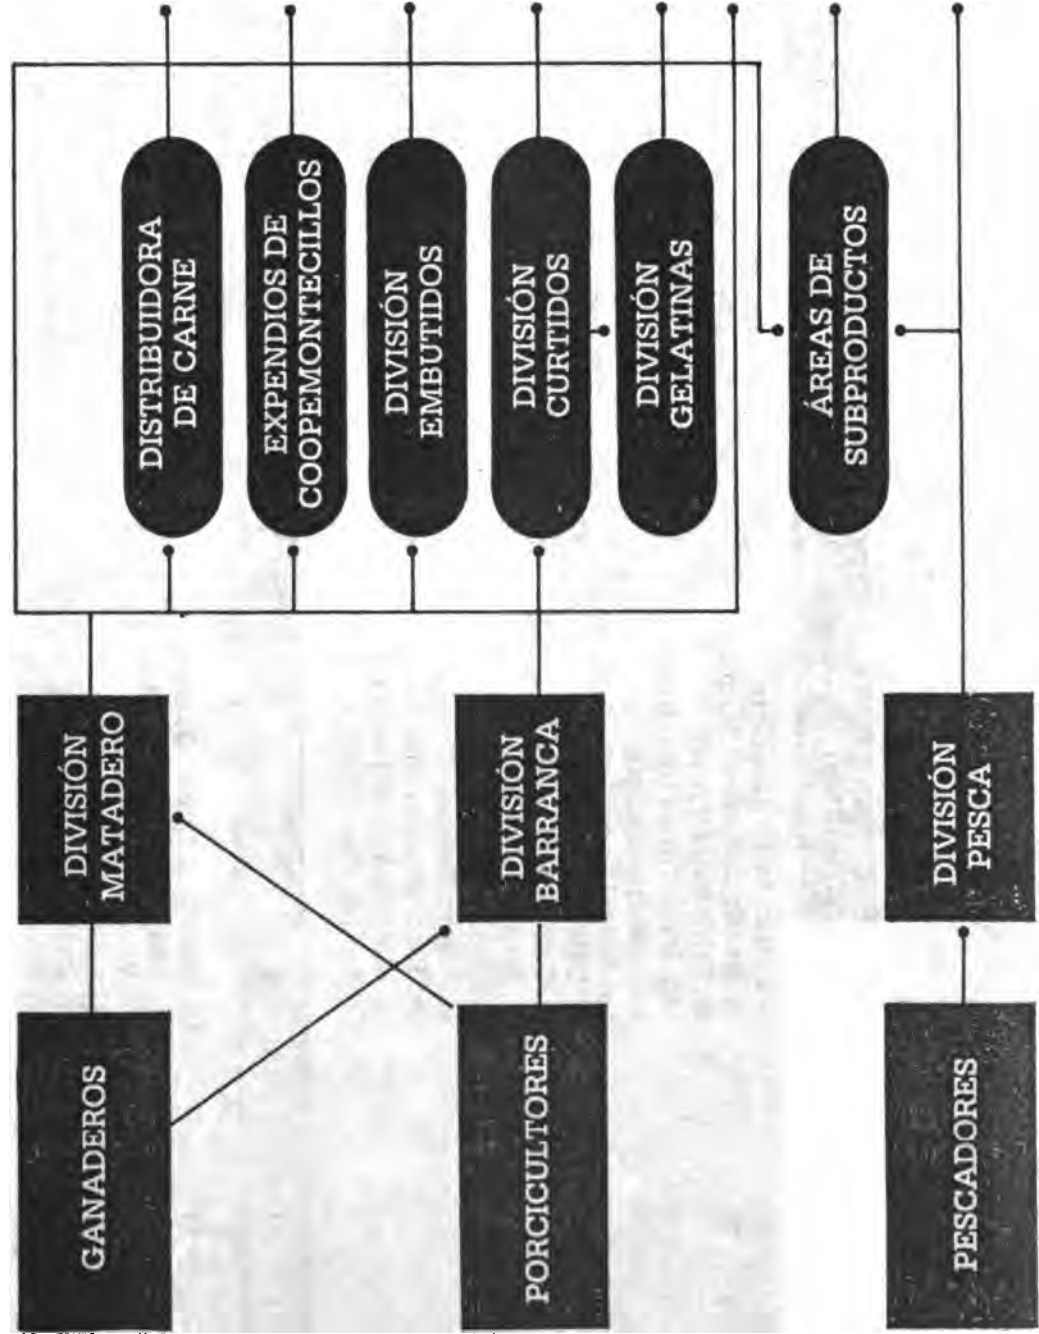 DISTRIBUIDORA
DE CARNE
EXPENDIOS DE
COOPEMONTECILLOS
DIVISIÓN
EMBUTIDOS
DIVISIÓN
CURTIDOS
DIVISIÓN
GELATINAS
ÁREAS DE
SUBPRODUCTOS
DIVISIÓN
MATADERO
DIVISIÓN
BARRANCA
DIVISIÓN
PESCA
GANADEROS
PORCICULTORES
PESCADORES